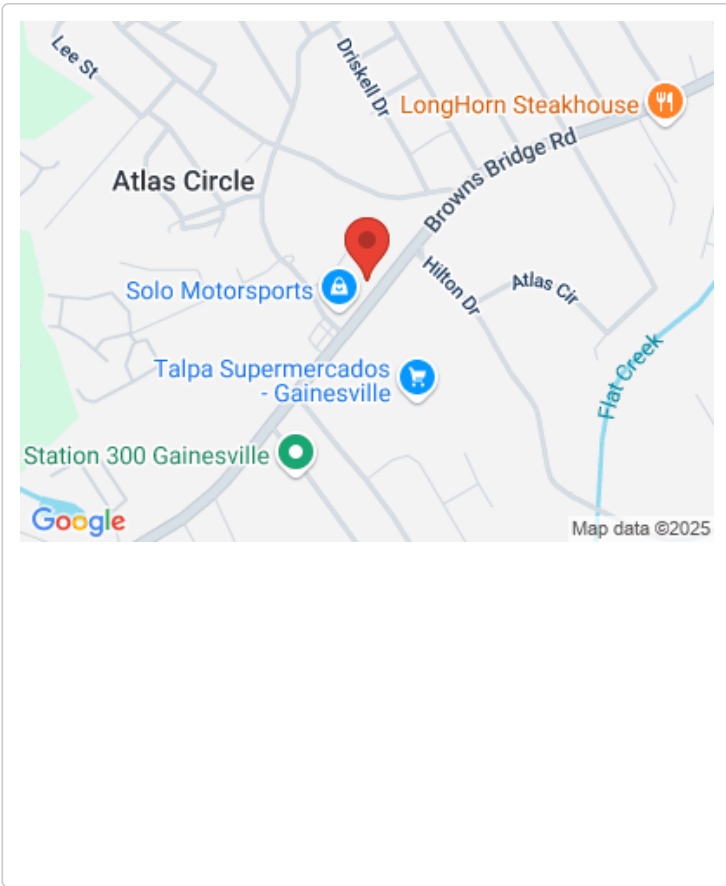 Lee St
Driskell Dr
LongHorn Steakhouse
Browns Bridge Rd
Atlas Circle
Hilton Dr
Atlas Cir
Solo Motorsports
Talpa Supermercados
- Gainesville
Flat Creek
Station 300 Gainesville
Google
Map data ©2025